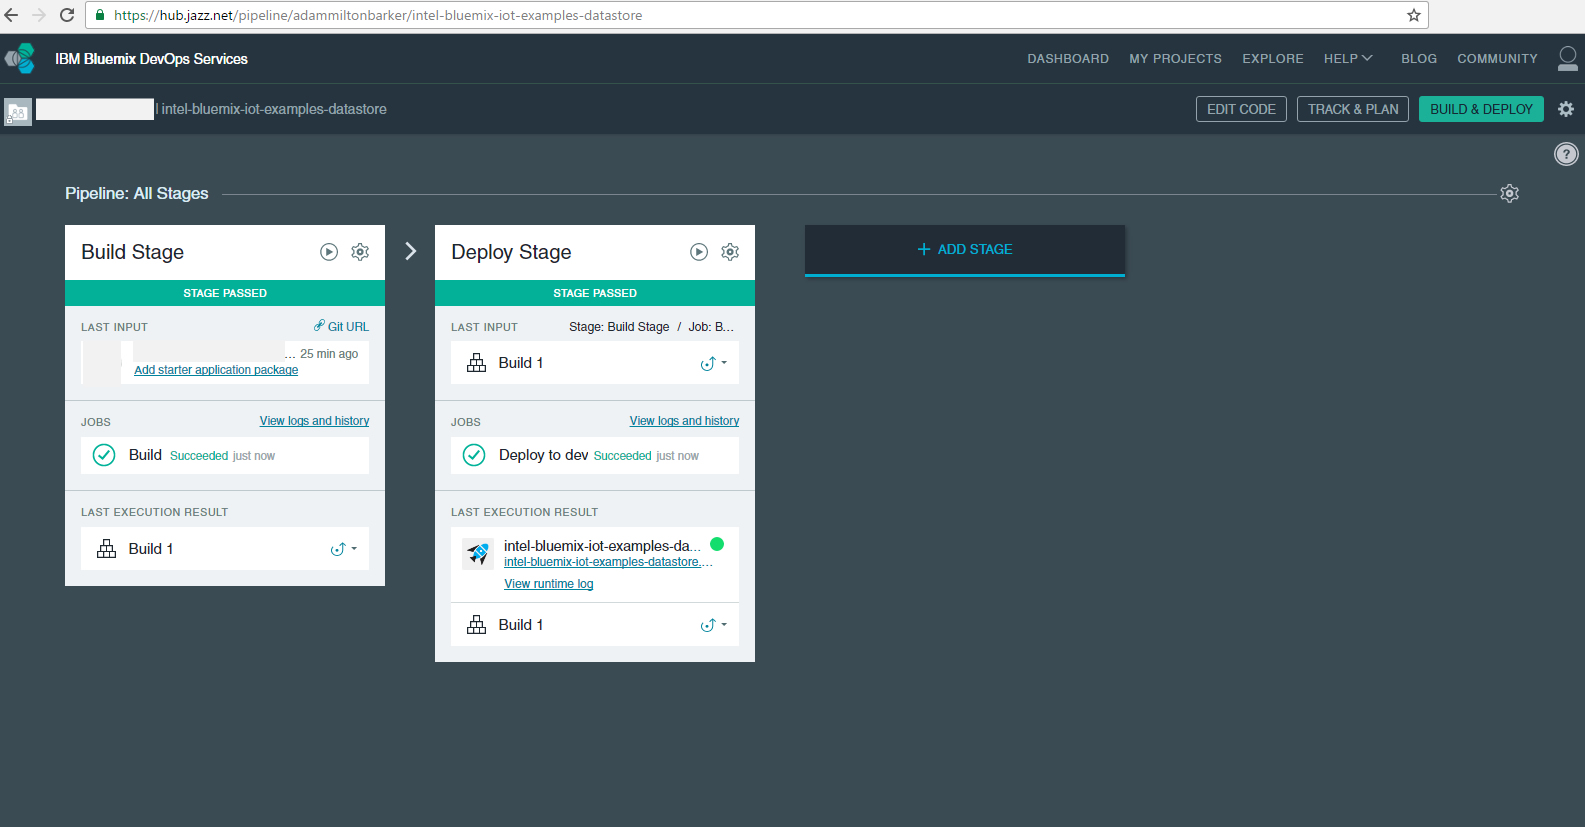 https://hub.jazz.net/pipeline/adammiltonbarker/intel-bluemix-iot-examples-datastore
IBM Bluemix DevOps Services
DASHBOARD MY PROJECTS EXPLORE HELP BLOG COMMUNITY
| intel-bluemix-iot-examples-datastore
EDIT CODE TRACK & PLAN BUILD & DEPLOY
?
Pipeline: All Stages
Build Stage
STAGE PASSED
LAST INPUT Git URL
... 25 min ago
Add starter application package
JOBS View logs and history
Build Succeeded just now
LAST EXECUTION RESULT
Build 1
Deploy Stage
STAGE PASSED
LAST INPUT Stage: Build Stage / Job: B...
Build 1
JOBS View logs and history
Deploy to dev Succeeded just now
LAST EXECUTION RESULT
intel-bluemix-iot-examples-da...
intel-bluemix-iot-examples-datastore....
View runtime log
Build 1
+ ADD STAGE